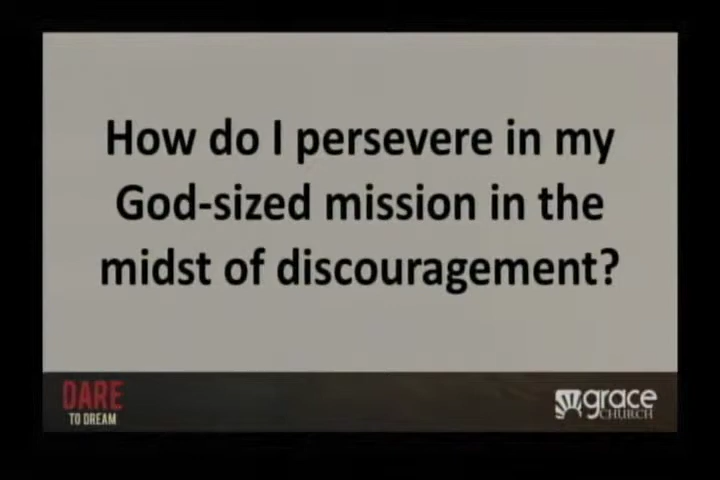 How do I persevere in my
God-sized mission in the
midst of discouragement?
DARE
TO DREAM
grace
CHURCH